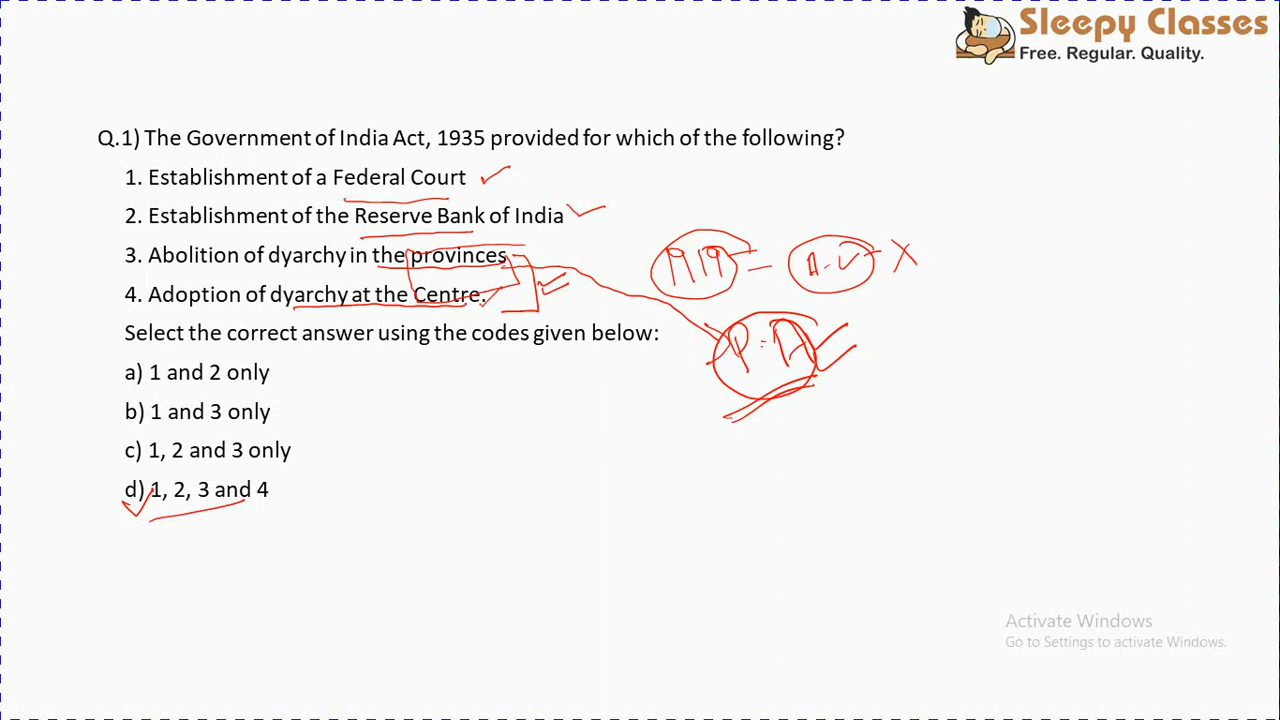 Sleepy Classes
Free. Regular. Quality.
Q.1) The Government of India Act, 1935 provided for which of the following?
1. Establishment of a Federal Court
2. Establishment of the Reserve Bank of India
3. Abolition of dyarchy in the provinces
4. Adoption of dyarchy at the Centre.
1919
P.A
Select the correct answer using the codes given below:
a) 1 and 2 only
b) 1 and 3 only
c) 1, 2 and 3 only
d) 1, 2, 3 and 4
Activate Windows
Go to Settings to activate Windows.